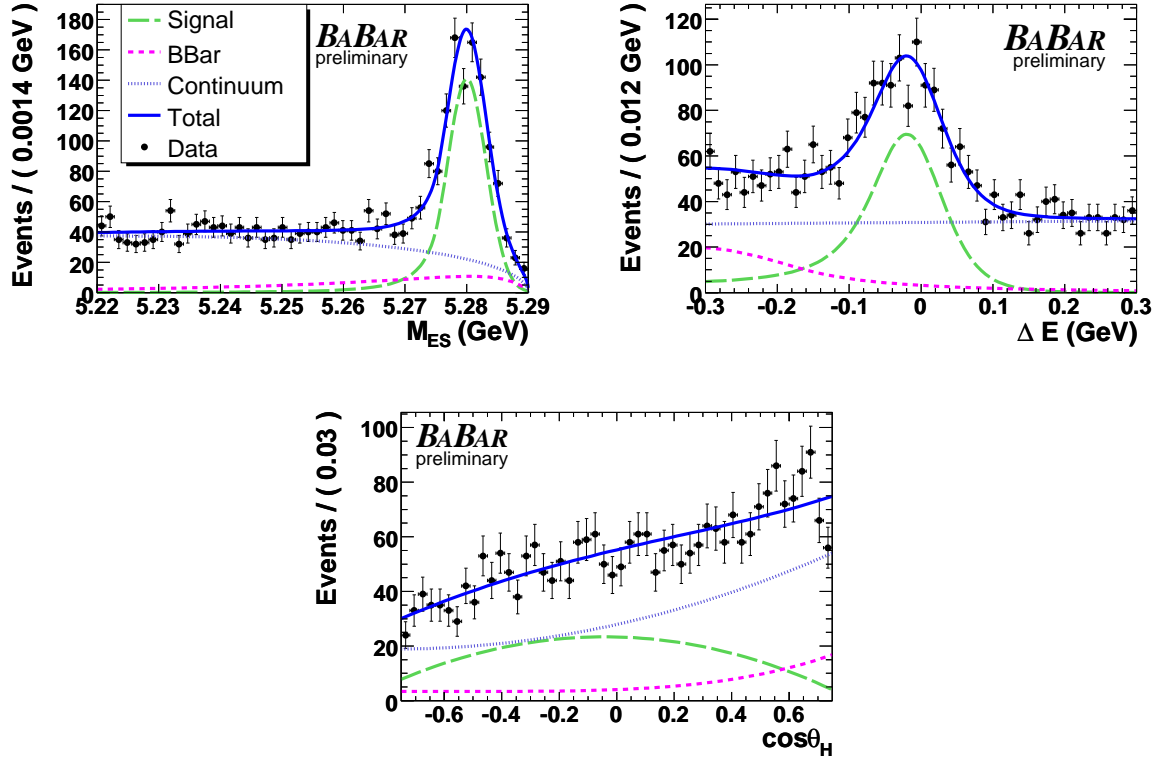 Events / ( 0.0014 GeV )
180
160
140
120
100
80
60
40
20
0
Signal
BBar
Continuum
Total
Data
BABAR
preliminary
5.22 5.23 5.24 5.25 5.26 5.27 5.28 5.29
M_ES (GeV)
Events / ( 0.012 GeV )
120
100
80
60
40
20
0
BABAR
preliminary
-0.3 -0.2 -0.1 0 0.1 0.2 0.3
Δ E (GeV)
Events / ( 0.03 )
100
80
60
40
20
0
BABAR
preliminary
-0.6 -0.4 -0.2 0 0.2 0.4 0.6
cosθ_H